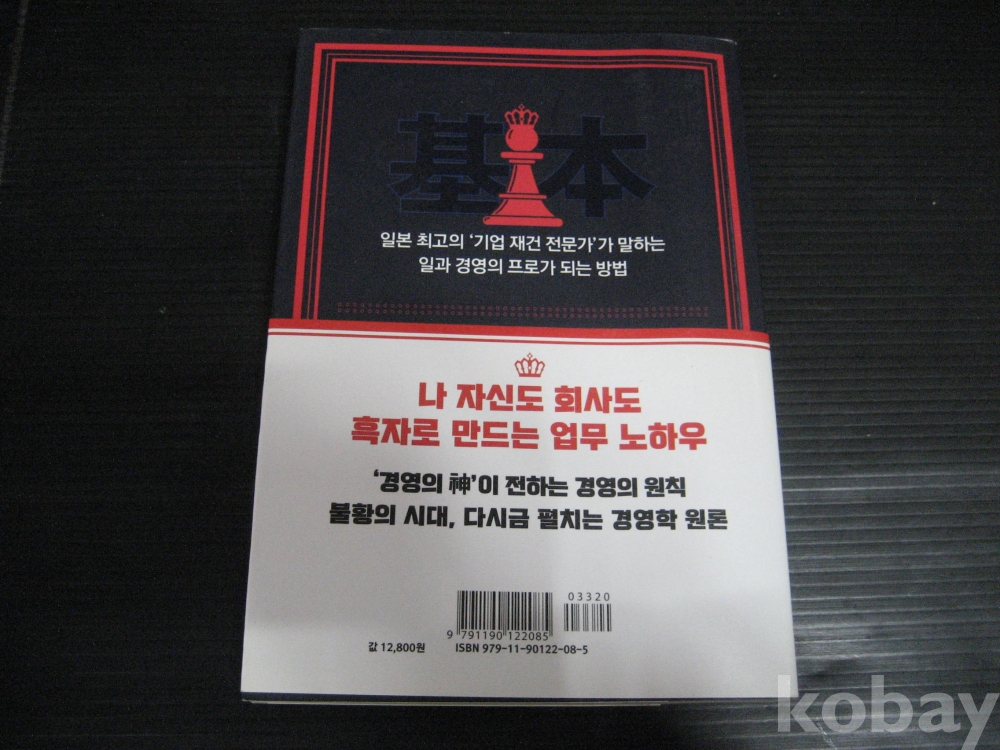 基本
일본 최고의 ‘기업 재건 전문가’가 말하는
일과 경영의 프로가 되는 방법
나 자신도 회사도
흑자로 만드는 업무 노하우
‘경영의 神’이 전하는 경영의 원칙
불황의 시대, 다시금 펼치는 경영학 원론
03320
9 791190 122085
값 12,800원 ISBN 979-11-90122-08-5
kobay